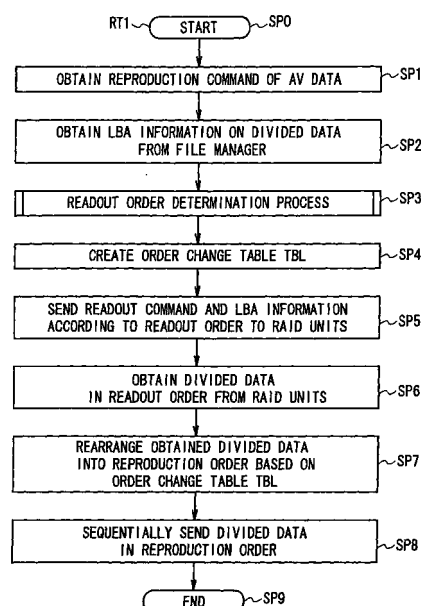 RT1 START SP0
OBTAIN REPRODUCTION COMMAND OF AV DATA SP1
OBTAIN LBA INFORMATION ON DIVIDED DATA
FROM FILE MANAGER SP2
READOUT ORDER DETERMINATION PROCESS SP3
CREATE ORDER CHANGE TABLE TBL SP4
SEND READOUT COMMAND AND LBA INFORMATION
ACCORDING TO READOUT ORDER TO RAID UNITS SP5
OBTAIN DIVIDED DATA
IN READOUT ORDER FROM RAID UNITS SP6
REARRANGE OBTAINED DIVIDED DATA
INTO REPRODUCTION ORDER BASED ON SP7
ORDER CHANGE TABLE TBL
SEQUENTIALLY SEND DIVIDED DATA
IN REPRODUCTION ORDER SP8
END SP9